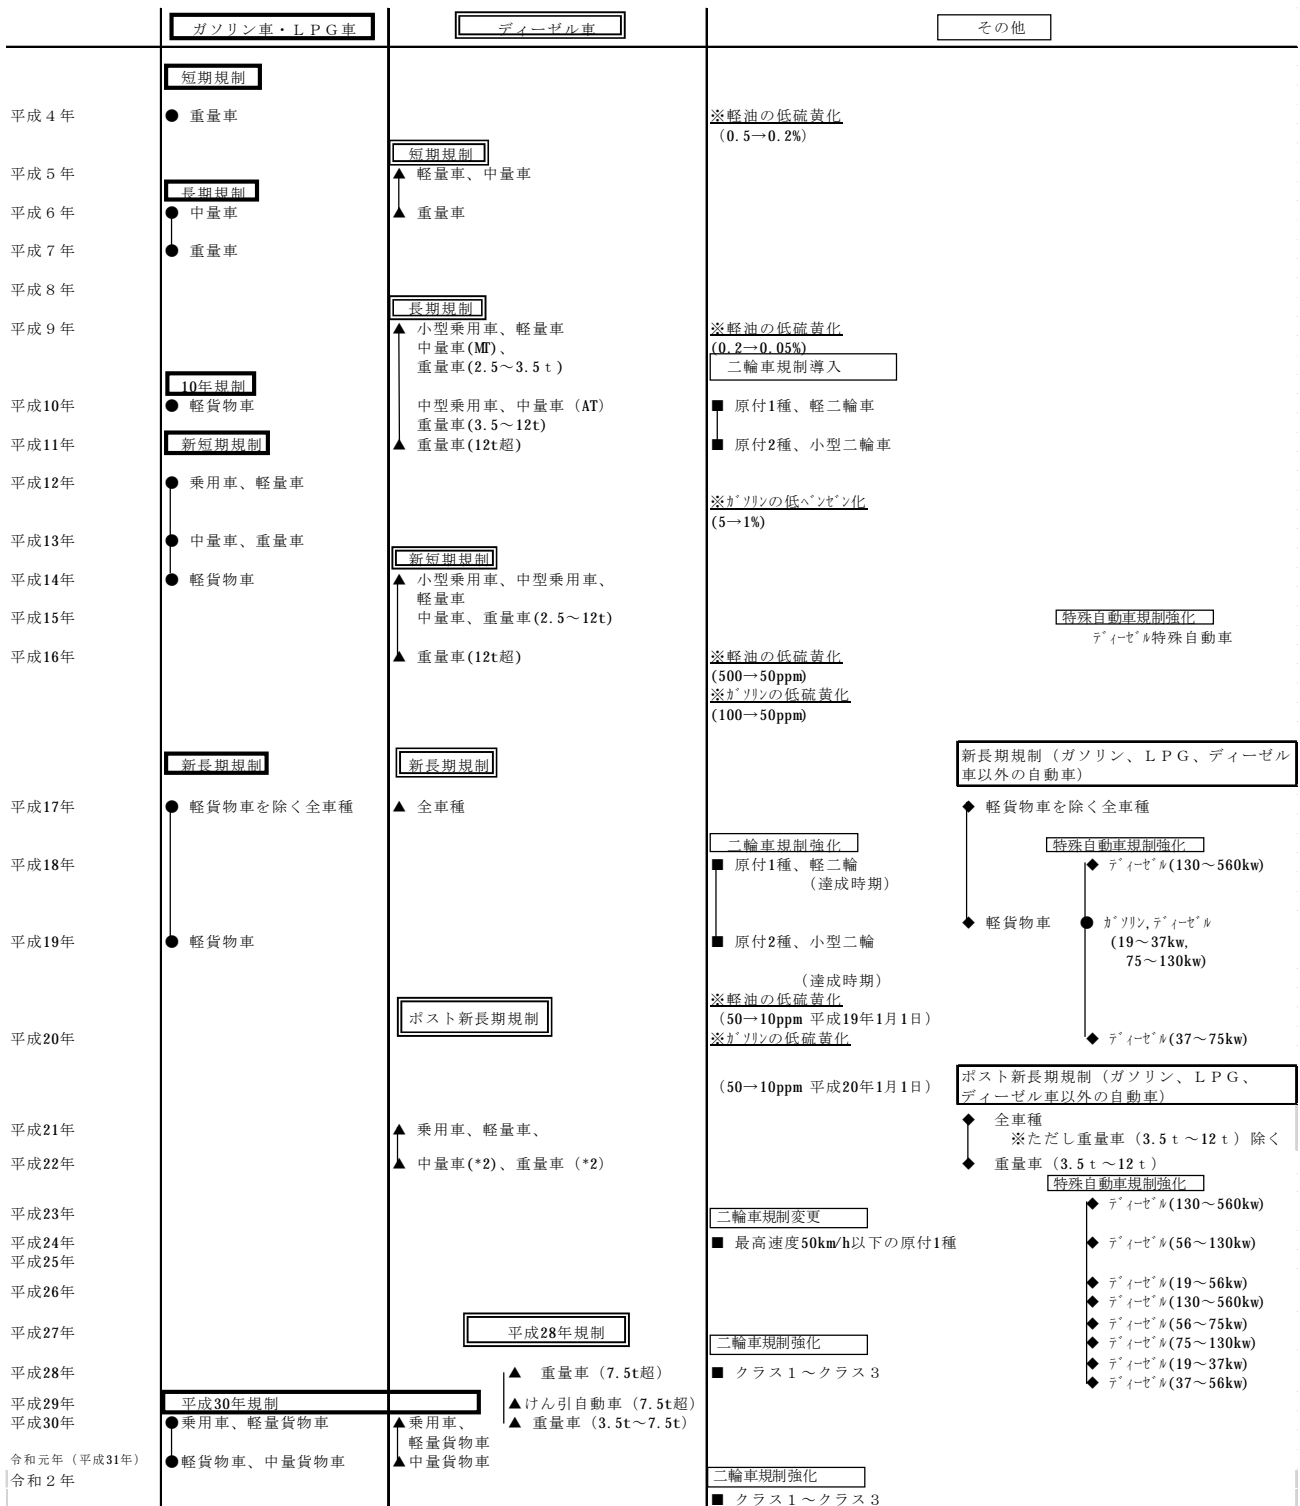 ガソリン車・ＬＰＧ車 ディーゼル車 その他
短期規制
平成４年 ● 重量車 ※軽油の低硫黄化
(0.5→0.2%)
短期規制
平成５年 ▲ 軽量車、中量車
長期規制
平成６年 ● 中量車 ▲ 重量車
平成７年 ● 重量車
平成８年
長期規制
平成９年 ▲ 小型乗用車、軽量車 ※軽油の低硫黄化
中量車(MT)、 (0.2→0.05%)
重量車(2.5～3.5ｔ) 二輪車規制導入
10年規制
平成10年 ● 軽貨物車 中型乗用車、中量車（AT） ■ 原付1種、軽二輪車
重量車(3.5～12t)
平成11年 新短期規制 ▲ 重量車(12t超) ■ 原付2種、小型二輪車
平成12年 ● 乗用車、軽量車
※ｶﾞｿﾘﾝの低ﾍﾞﾝｾﾞﾝ化
(5→1%)
平成13年 ● 中量車、重量車
新短期規制
平成14年 ● 軽貨物車 ▲ 小型乗用車、中型乗用車、
軽量車
平成15年 中量車、重量車(2.5～12t) 特殊自動車規制強化
ﾃﾞｨｰｾﾞﾙ特殊自動車
平成16年 ▲ 重量車(12t超) ※軽油の低硫黄化
(500→50ppm)
※ｶﾞｿﾘﾝの低硫黄化
(100→50ppm)
新長期規制 新長期規制 新長期規制（ガソリン、ＬＰＧ、ディーゼル
車以外の自動車）
平成17年 ● 軽貨物車を除く全車種 ▲ 全車種 ◆ 軽貨物車を除く全車種
二輪車規制強化 特殊自動車規制強化
平成18年 ■ 原付1種、軽二輪 ◆ ﾃﾞｨｰｾﾞﾙ(130～560kw)
（達成時期）
◆ 軽貨物車 ● ｶﾞｿﾘﾝ,ﾃﾞｨｰｾﾞﾙ
平成19年 ● 軽貨物車 ■ 原付2種、小型二輪 (19～37kw,
75～130kw)
（達成時期）
※軽油の低硫黄化
ポスト新長期規制 （50→10ppm 平成19年1月1日）
平成20年 ※ｶﾞｿﾘﾝの低硫黄化 ◆ ﾃﾞｨｰｾﾞﾙ(37～75kw)
（50→10ppm 平成20年1月1日） ポスト新長期規制（ガソリン、ＬＰＧ、
ディーゼル車以外の自動車）
◆ 全車種
平成21年 ▲ 乗用車、軽量車、 ※ただし重量車（3.5ｔ～12ｔ）除く
平成22年 ▲ 中量車(*2)、重量車（*2） ◆ 重量車（3.5ｔ～12ｔ）
特殊自動車規制強化
◆ ﾃﾞｨｰｾﾞﾙ(130～560kw)
平成23年 二輪車規制変更
平成24年 ■ 最高速度50km/h以下の原付1種 ◆ ﾃﾞｨｰｾﾞﾙ(56～130kw)
平成25年
◆ ﾃﾞｨｰｾﾞﾙ(19～56kw)
平成26年 ◆ ﾃﾞｨｰｾﾞﾙ(130～560kw)
◆ ﾃﾞｨｰｾﾞﾙ(56～75kw)
平成27年 平成28年規制 二輪車規制強化 ◆ ﾃﾞｨｰｾﾞﾙ(75～130kw)
◆ ﾃﾞｨｰｾﾞﾙ(19～37kw)
平成28年 ▲ 重量車（7.5t超） ■ クラス１～クラス３ ◆ ﾃﾞｨｰｾﾞﾙ(37～56kw)
平成29年 平成30年規制 ▲けん引自動車（7.5t超）
平成30年 ●乗用車、軽量貨物車 ▲乗用車、 ▲ 重量車（3.5t～7.5t）
軽量貨物車
令和元年（平成31年） ●軽貨物車、中量貨物車 ▲中量貨物車
令和２年 二輪車規制強化
■ クラス１～クラス３